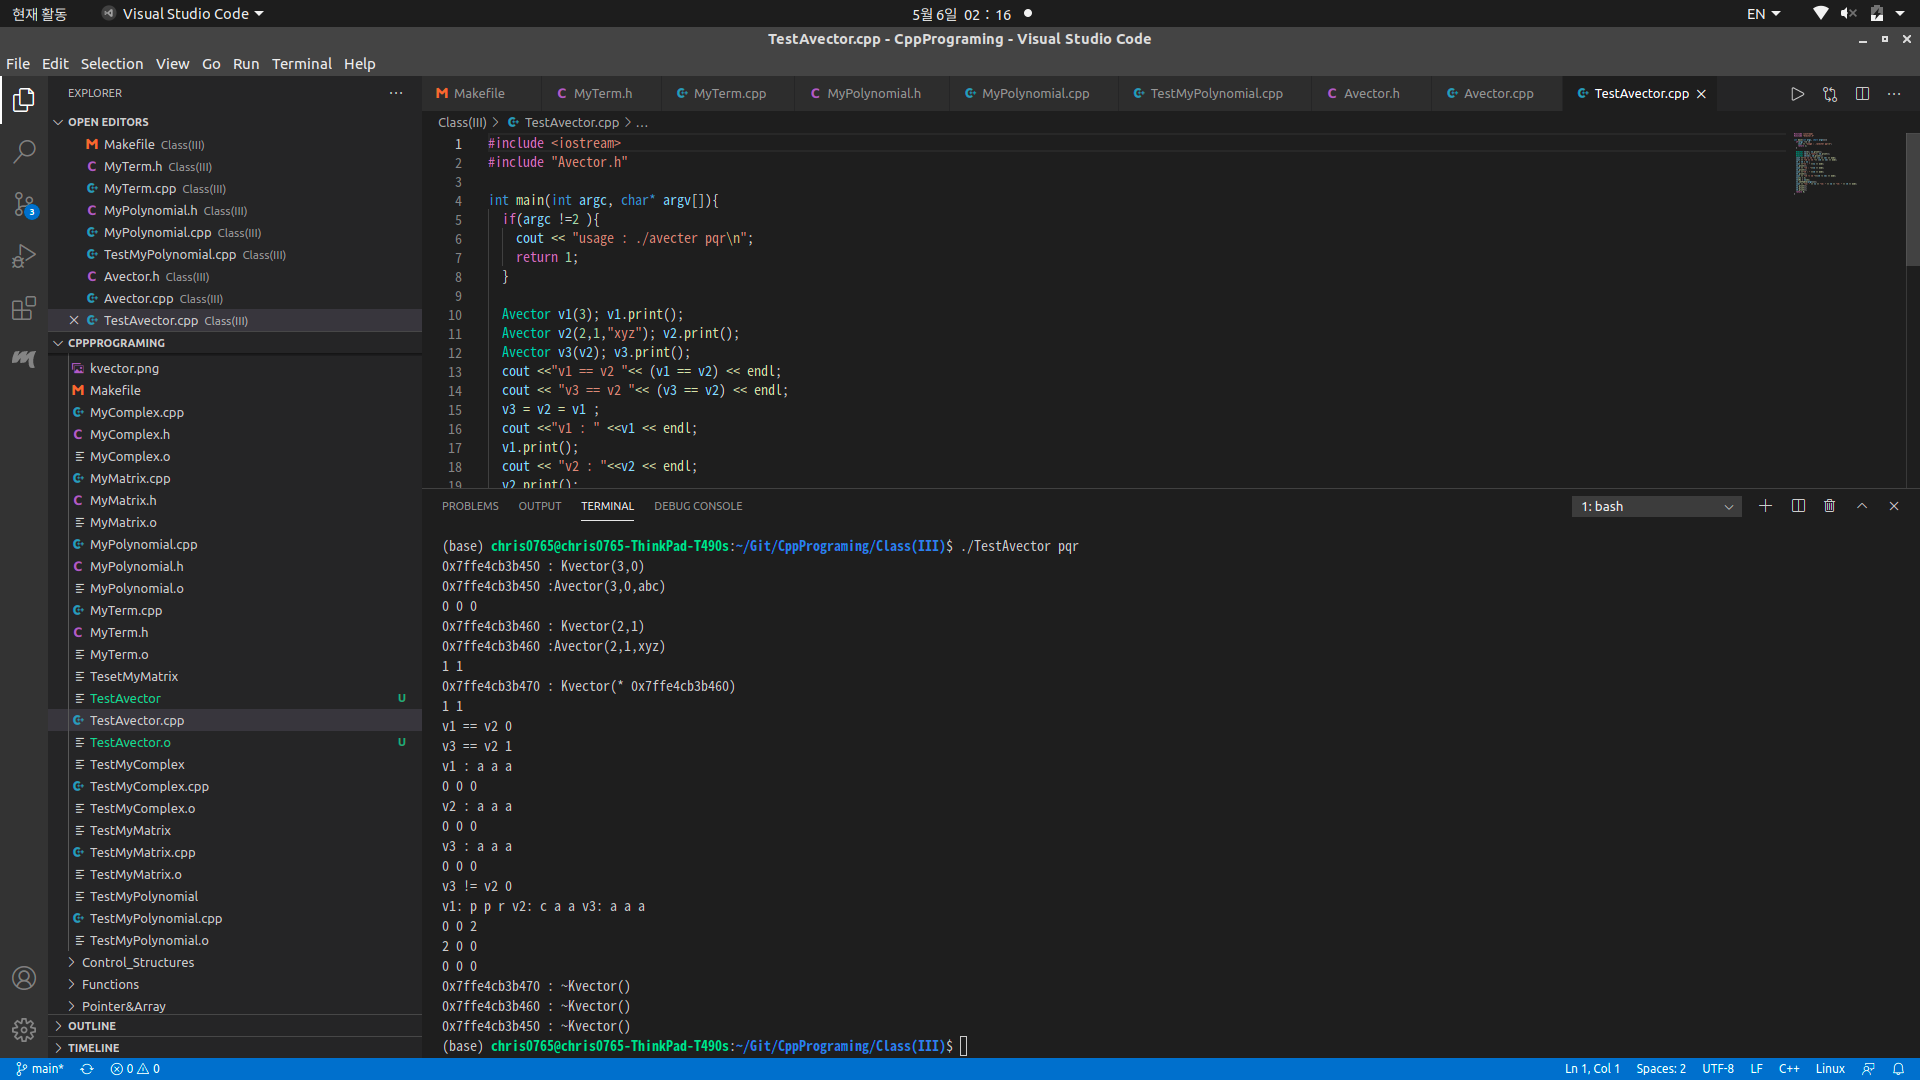 현재 활동 Visual Studio Code 5월 6일 02 : 16 EN
TestAvector.cpp - CppPrograming - Visual Studio Code
File Edit Selection View Go Run Terminal Help
EXPLORER
Makefile MyTerm.h MyTerm.cpp MyPolynomial.h MyPolynomial.cpp TestMyPolynomial.cpp Avector.h Avector.cpp TestAvector.cpp
OPEN EDITORS
Makefile Class(III)
MyTerm.h Class(III)
MyTerm.cpp Class(III)
MyPolynomial.h Class(III)
MyPolynomial.cpp Class(III)
TestMyPolynomial.cpp Class(III)
Avector.h Class(III)
Avector.cpp Class(III)
TestAvector.cpp Class(III)
CPPPROGRAMING
kvector.png
Makefile
MyComplex.cpp
MyComplex.h
MyComplex.o
MyMatrix.cpp
MyMatrix.h
MyMatrix.o
MyPolynomial.cpp
MyPolynomial.h
MyPolynomial.o
MyTerm.cpp
MyTerm.h
MyTerm.o
TesetMyMatrix
TestAvector U
TestAvector.cpp
TestAvector.o U
TestMyComplex
TestMyComplex.cpp
TestMyComplex.o
TestMyMatrix
TestMyMatrix.cpp
TestMyMatrix.o
TestMyPolynomial
TestMyPolynomial.cpp
TestMyPolynomial.o
Control_Structures
Functions
Pointer&Array
OUTLINE
TIMELINE
Class(III) > TestAvector.cpp > ...
1 #include <iostream>
2 #include "Avector.h"
3
4 int main(int argc, char* argv[]){
5 if(argc !=2 ){
6 cout << "usage : ./avecter pqr\n";
7 return 1;
8 }
9
10 Avector v1(3); v1.print();
11 Avector v2(2,1,"xyz"); v2.print();
12 Avector v3(v2); v3.print();
13 cout <<"v1 == v2 "<< (v1 == v2) << endl;
14 cout << "v3 == v2 "<< (v3 == v2) << endl;
15 v3 = v2 = v1 ;
16 cout <<"v1 : " <<v1 << endl;
17 v1.print();
18 cout << "v2 : "<<v2 << endl;
19 v2.print();
PROBLEMS OUTPUT TERMINAL DEBUG CONSOLE 1: bash
(base) chris0765@chris0765-ThinkPad-T490s:~/Git/CppPrograming/Class(III)$ ./TestAvector pqr
0x7ffe4cb3b450 : Kvector(3,0)
0x7ffe4cb3b450 :Avector(3,0,abc)
0 0 0
0x7ffe4cb3b460 : Kvector(2,1)
0x7ffe4cb3b460 :Avector(2,1,xyz)
1 1
0x7ffe4cb3b470 : Kvector(* 0x7ffe4cb3b460)
1 1
v1 == v2 0
v3 == v2 1
v1 : a a a
0 0 0
v2 : a a a
0 0 0
v3 : a a a
0 0 0
v3 != v2 0
v1: p p r v2: c a a v3: a a a
0 0 2
2 0 0
0 0 0
0x7ffe4cb3b470 : ~Kvector()
0x7ffe4cb3b460 : ~Kvector()
0x7ffe4cb3b450 : ~Kvector()
(base) chris0765@chris0765-ThinkPad-T490s:~/Git/CppPrograming/Class(III)$
main* 0 0 Ln 1, Col 1 Spaces: 2 UTF-8 LF C++ Linux